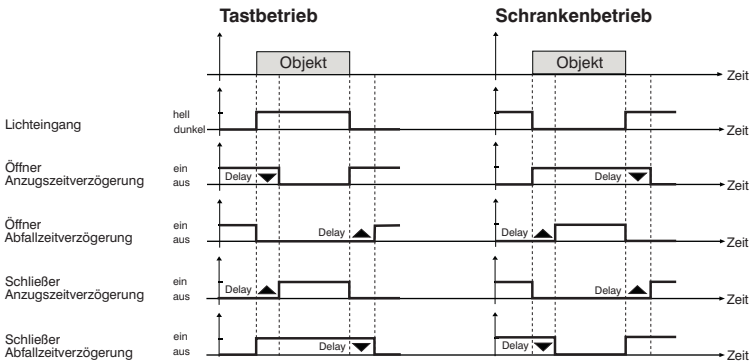 Tastbetrieb Schrankenbetrieb
Objekt Objekt
Zeit
Lichteingang hell
dunkel Zeit
Öffner ein
Anzugszeitverzögerung aus Delay Delay Zeit
Öffner ein
Abfallzeitverzögerung aus Delay Delay Zeit
Schließer ein
Anzugszeitverzögerung aus Delay Delay Zeit
Schließer ein
Abfallzeitverzögerung aus Delay Delay Zeit